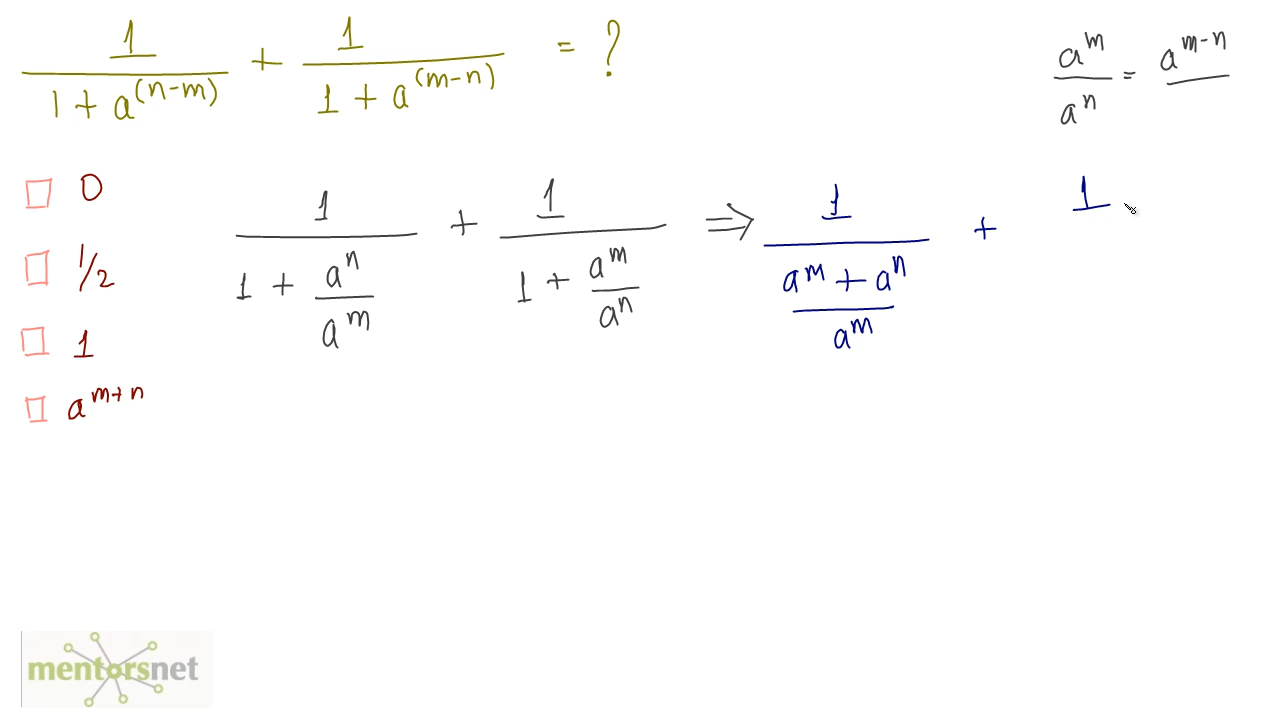 1/(1 + a^(n-m)) + 1/(1 + a^(m-n)) = ?
a^m/a^n = a^(m-n)
0
1/2
1
a^(m+n)
1/(1 + a^n/a^m) + 1/(1 + a^m/a^n) ⇒ 1/((a^m + a^n)/a^m) + 1
mentorsnet